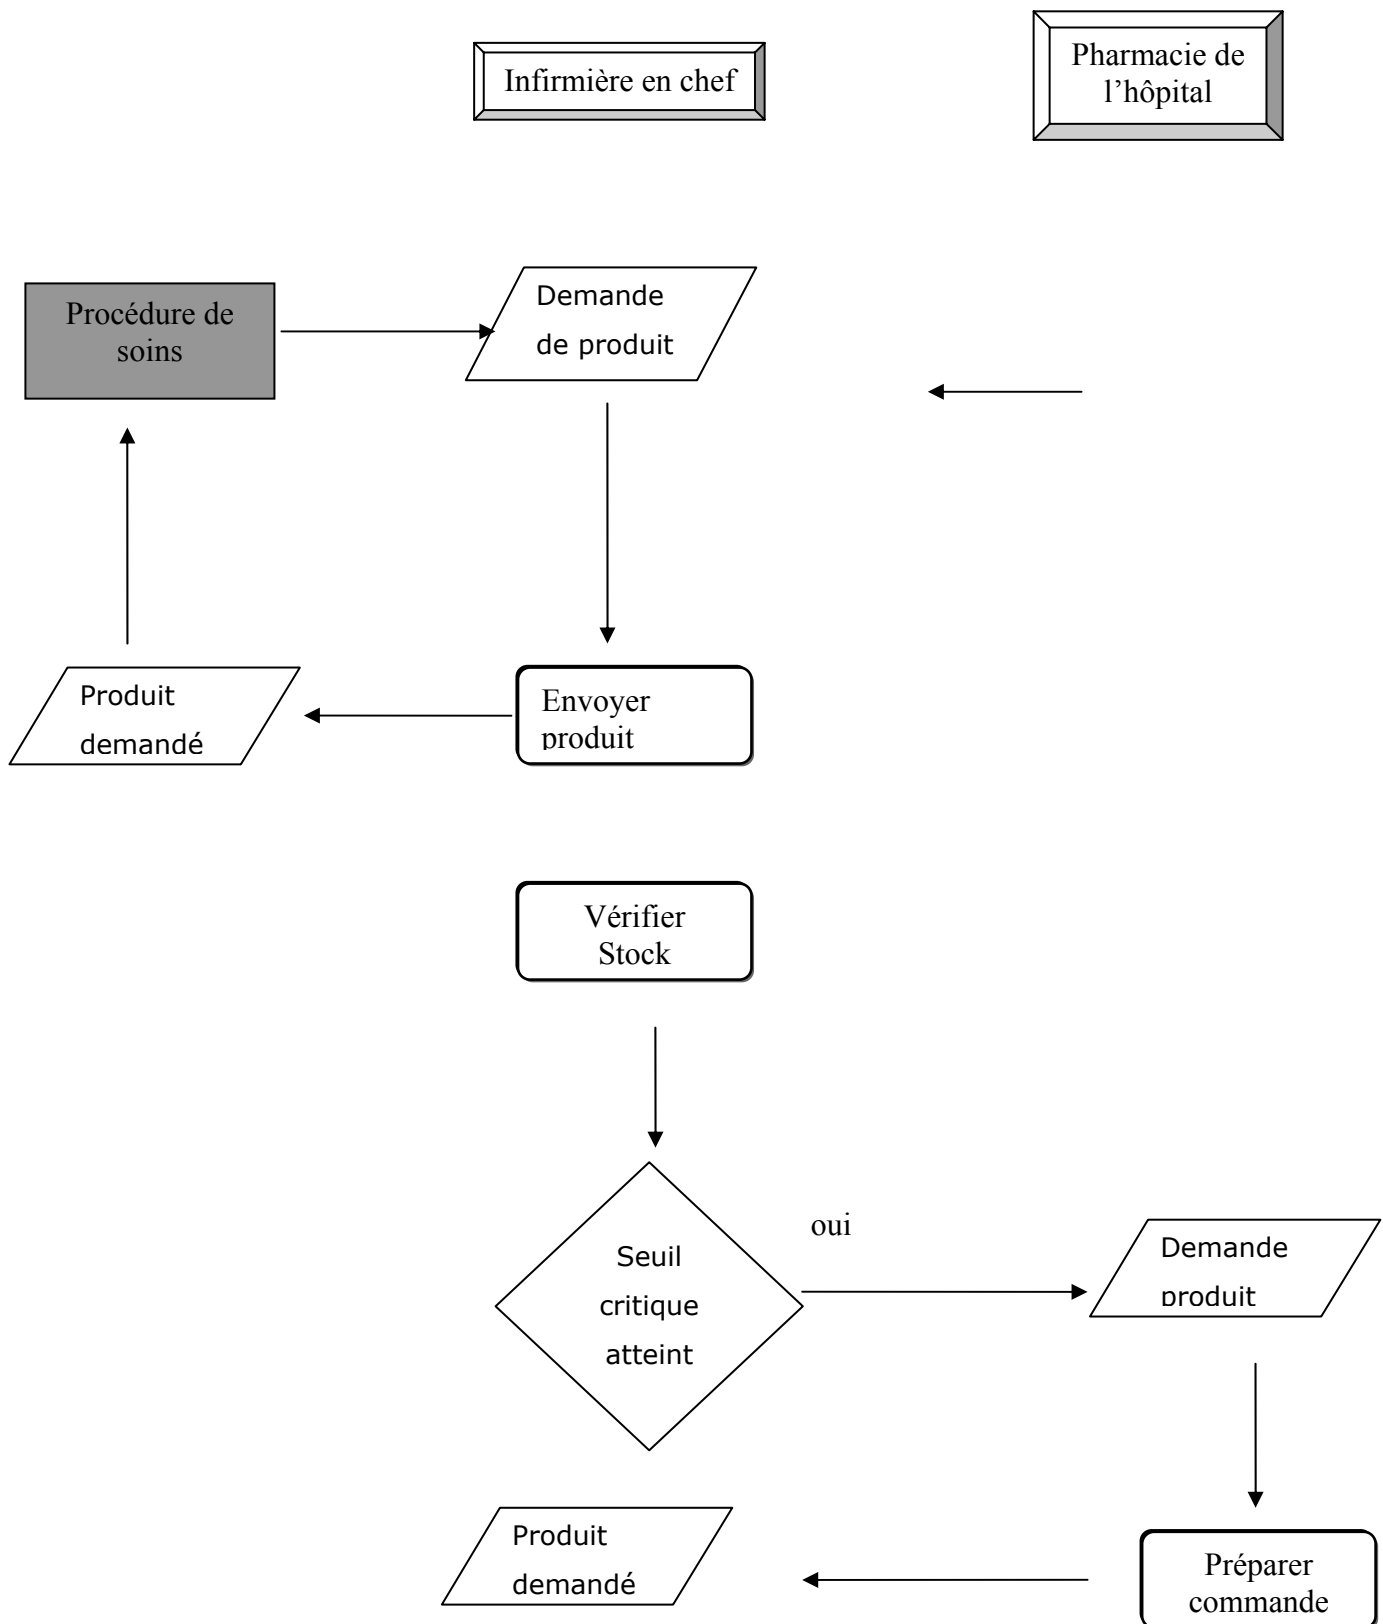 Infirmière en chef
Pharmacie de
l’hôpital
Procédure de
soins
Demande
de produit
Produit
demandé
Envoyer
produit
Vérifier
Stock
Seuil
critique
atteint
oui
Demande
produit
Produit
demandé
Préparer
commande